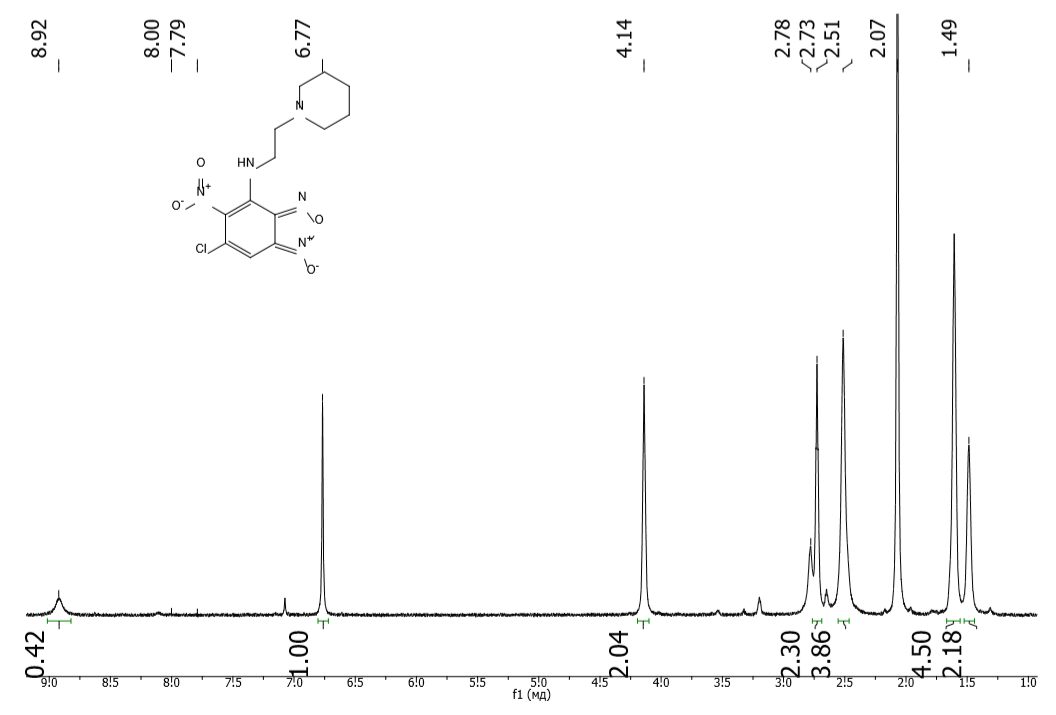 8.92 8.00 7.79 6.77 4.14 2.78 2.73 2.51 2.07 1.49
N
HN
O
N+
O-
N
O
Cl
N+
O-
0.42 1.00 2.04 2.30 3.86 4.50 2.18
9.0 8.5 8.0 7.5 7.0 6.5 6.0 5.5 5.0 4.5 4.0 3.5 3.0 2.5 2.0 1.5 1.0
f1 (мд)